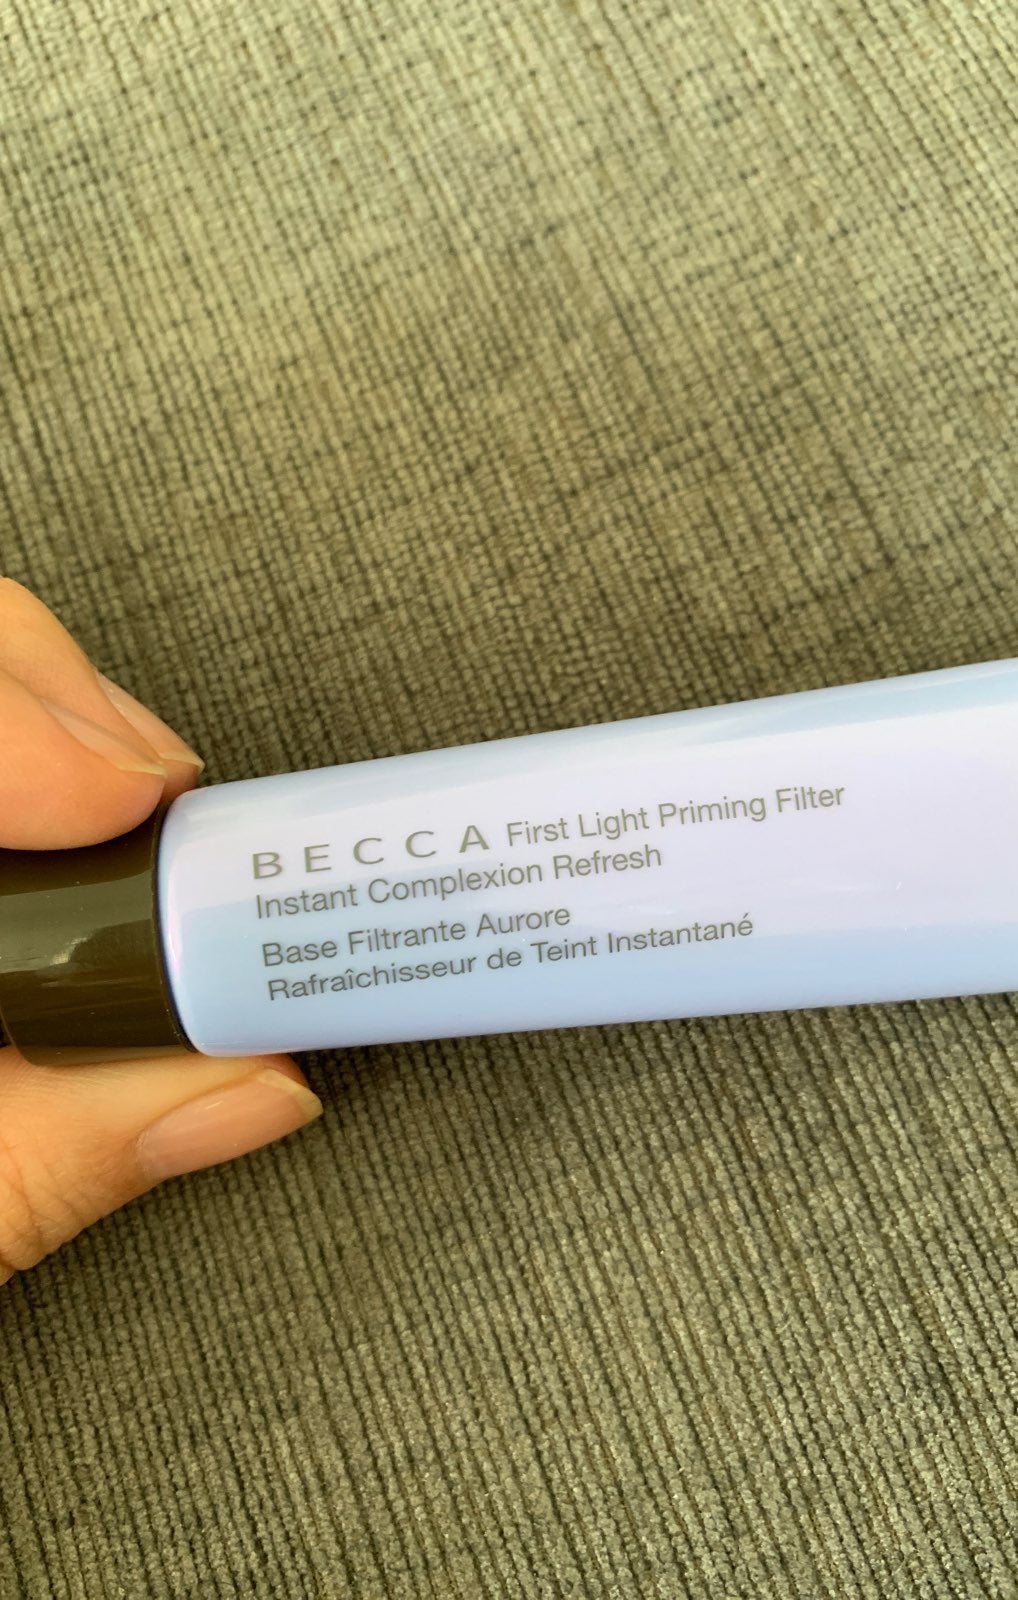 BECCA First Light Priming Filter
Instant Complexion Refresh
Base Filtrante Aurore
Rafraîchisseur de Teint Instantané